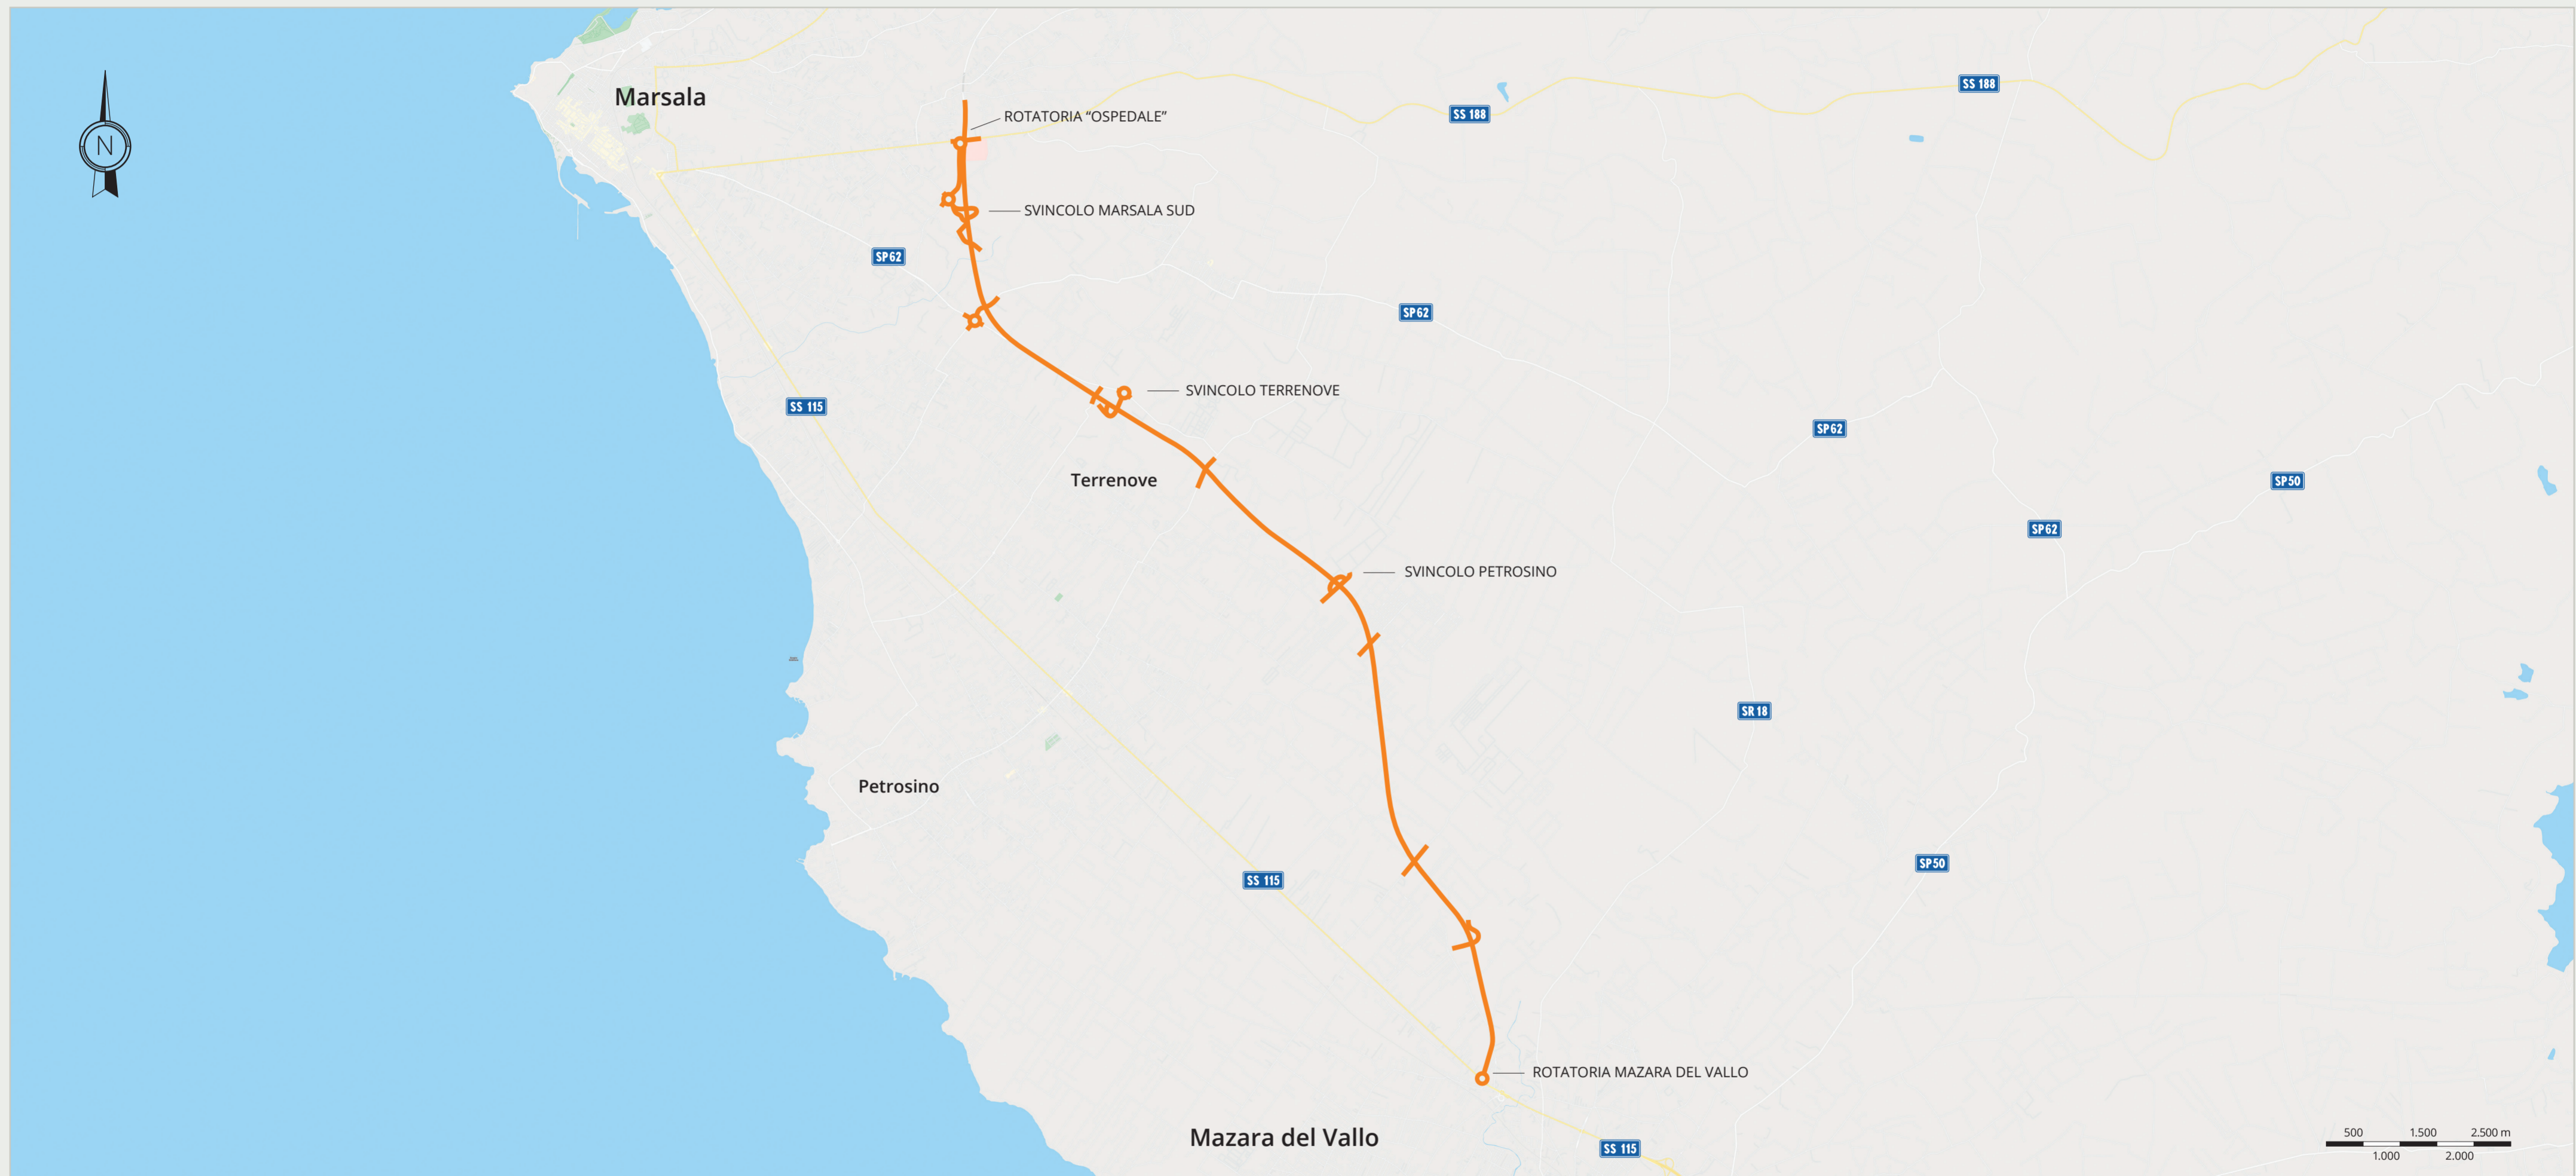 SS 188
Marsala
SS 188
ROTATORIA “OSPEDALE”
N
SVINCOLO MARSALA SUD
SP62
SP62
SVINCOLO TERRENOVE
SS 115
SP62
Terrenove
SP50
SP62
SVINCOLO PETROSINO
SR 18
Petrosino
SP50
SS 115
ROTATORIA MAZARA DEL VALLO
Mazara del Vallo
SS 115
500 1.500 2.500 m
1.000 2.000